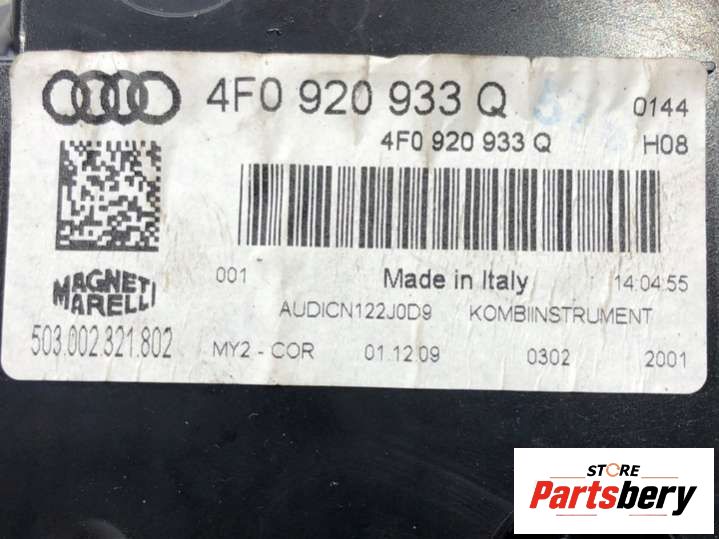 4F0 920 933 Q
0144
4F0 920 933 Q
H08
001
Made in Italy
14:04:55
MAGNETI
MARELLI
AUDICN122J0D9 KOMBIINSTRUMENT
503.002.321.802
MY2 - COR 01.12.09 0302 2001
STORE
Partsbery